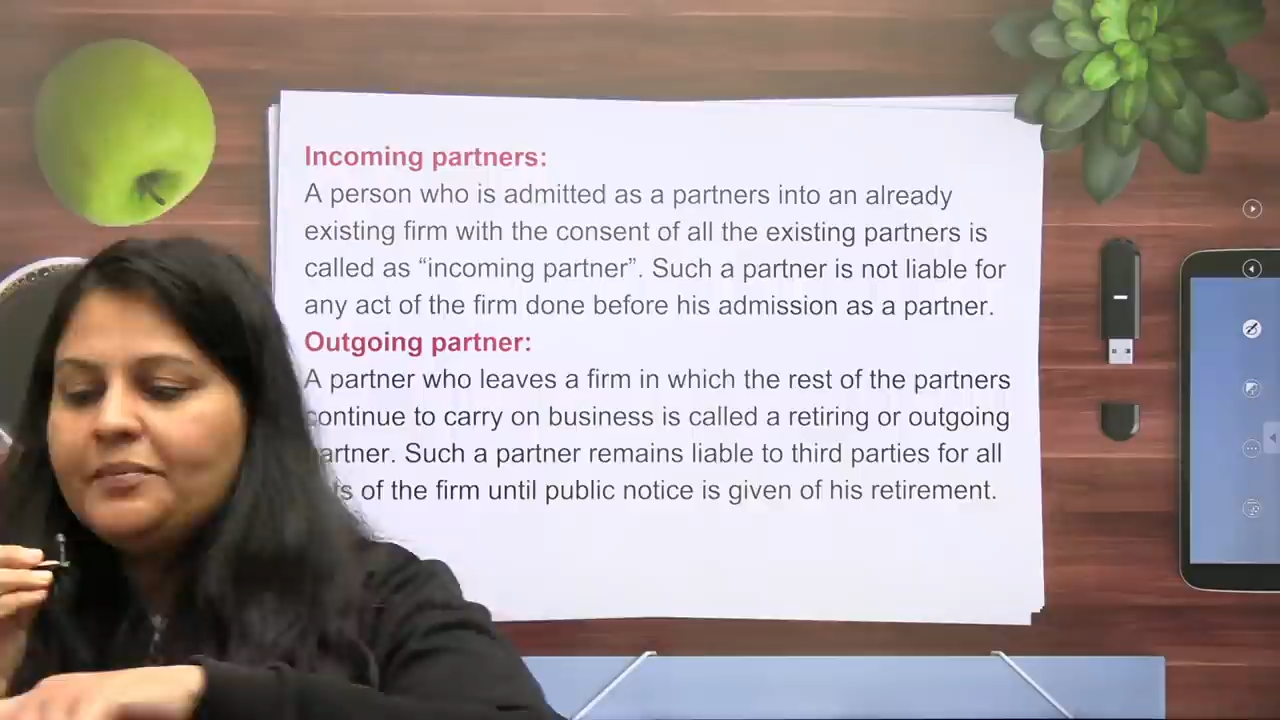 Incoming partners:
A person who is admitted as a partners into an already
existing firm with the consent of all the existing partners is
called as “incoming partner”. Such a partner is not liable for
any act of the firm done before his admission as a partner.
Outgoing partner:
A partner who leaves a firm in which the rest of the partners
continue to carry on business is called a retiring or outgoing
partner. Such a partner remains liable to third parties for all
of the firm until public notice is given of his retirement.